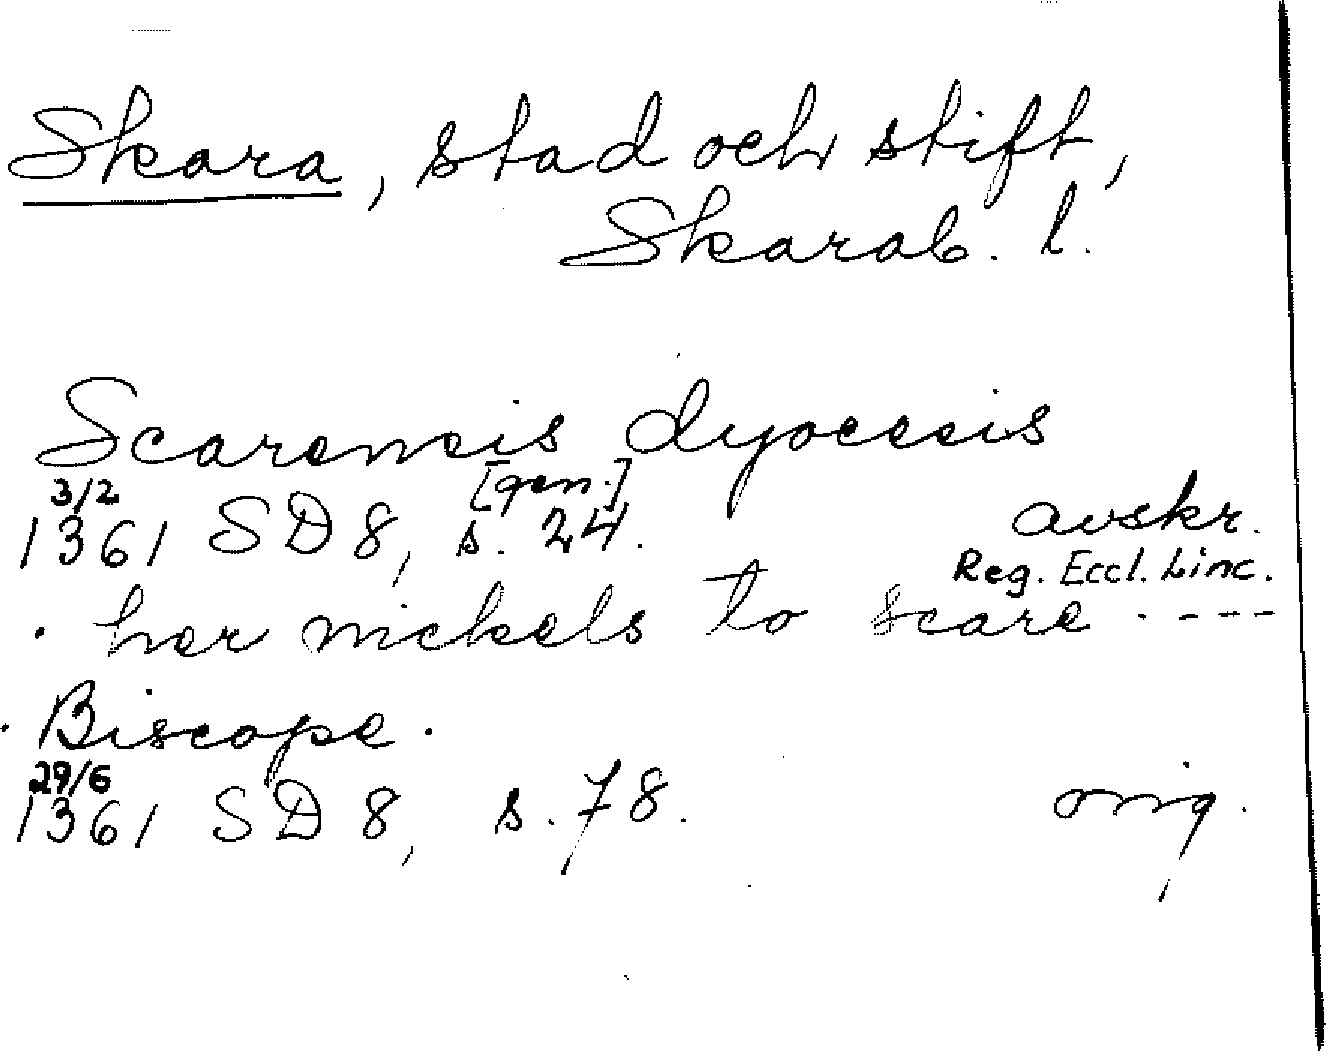 Skara, stad och stift,
Skarab. l.
Scarensis dyocesis
[gen.]
3/2
1361 SD 8, s. 24. avskr.
Reg. Eccl. Linc.
· her nickels to scare ----
· Biscope.
29/6
1361 SD 8, s. 78. orig.